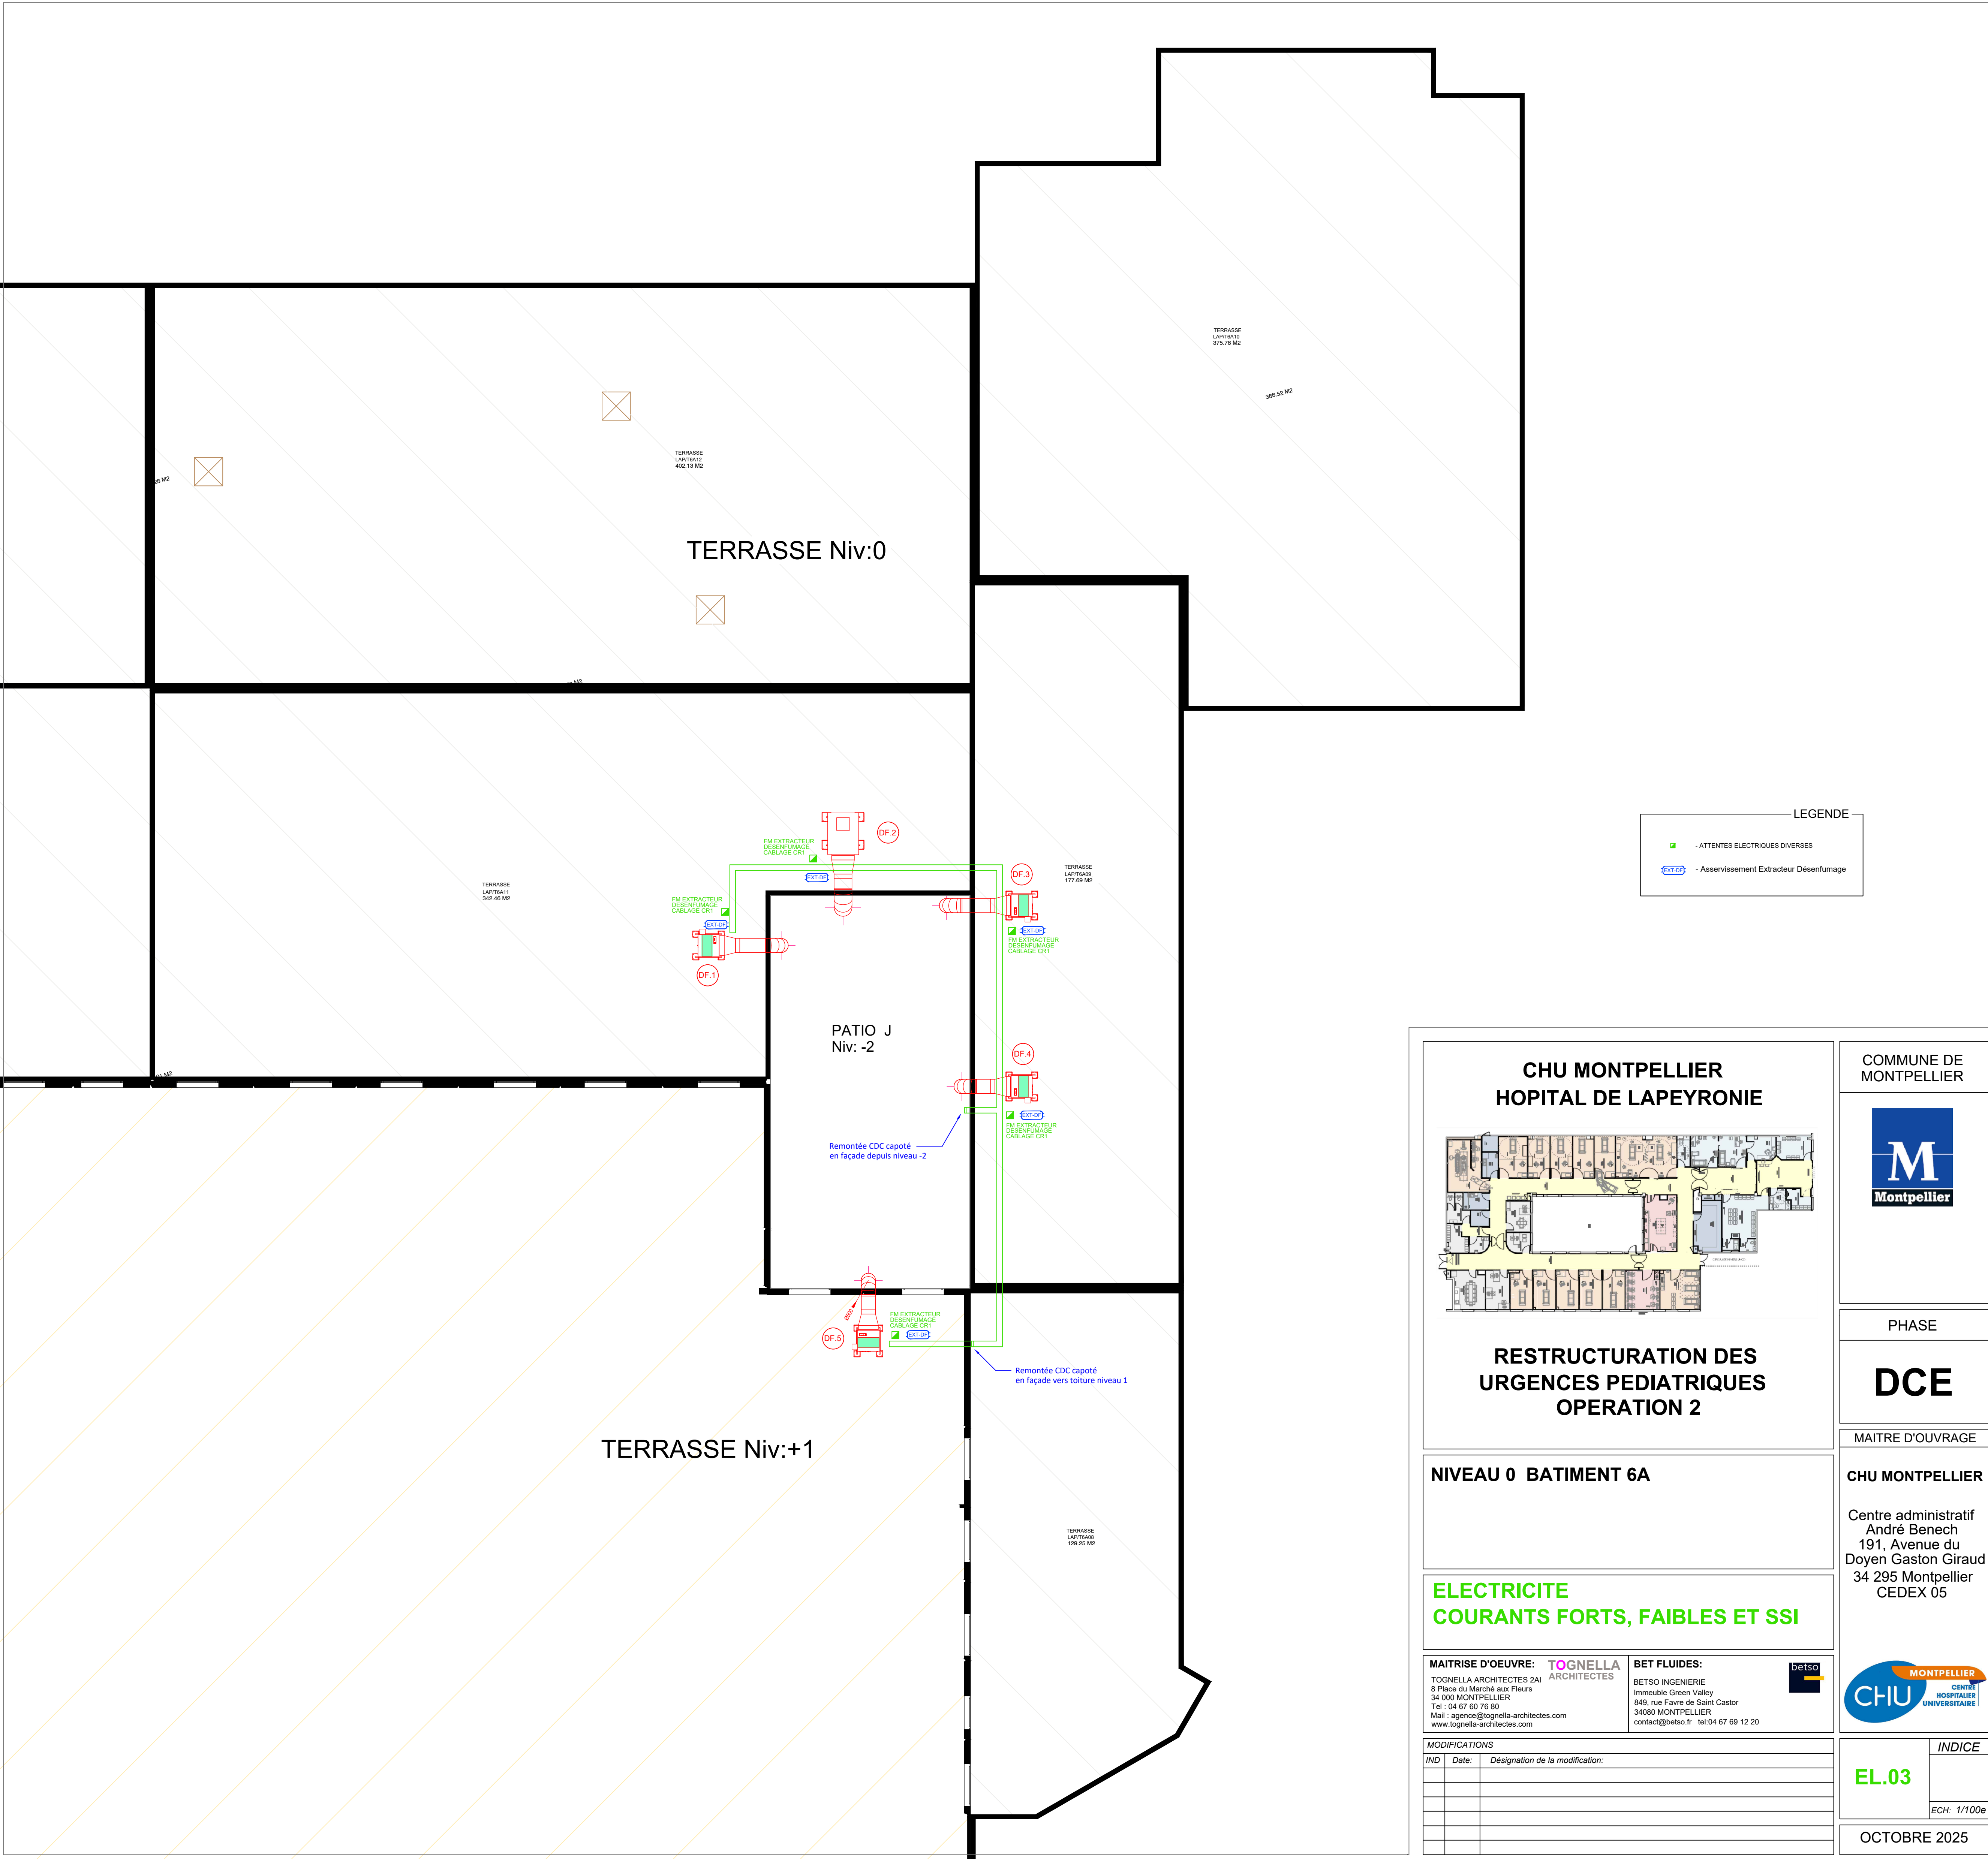 TERRASSE
LAP/T6A10
375.78 M2
388.52 M2
TERRASSE
LAP/T6A12
402.13 M2
28 M2
TERRASSE Niv:0
M2
TERRASSE
LAP/T6A11
342.46 M2
FM EXTRACTEUR
DESENFUMAGE
CABLAGE CR1
DF.2
EXT-DF
FM EXTRACTEUR
DESENFUMAGE
CABLAGE CR1
EXT-DF
DF.1
DF.3
TERRASSE
LAP/T6A09
177.69 M2
EXT-DF
FM EXTRACTEUR
DESENFUMAGE
CABLAGE CR1
PATIO J
Niv: -2
DF.4
EXT-DF
FM EXTRACTEUR
DESENFUMAGE
CABLAGE CR1
Remontée CDC capoté
en façade depuis niveau -2
M2
Ø500
DF.5
FM EXTRACTEUR
DESENFUMAGE
CABLAGE CR1
EXT-DF
Remontée CDC capoté
en façade vers toiture niveau 1
TERRASSE Niv:+1
TERRASSE
LAP/T6A08
129.25 M2
LEGENDE
- ATTENTES ELECTRIQUES DIVERSES
EXT-DF - Asservissement Extracteur Désenfumage
CHU MONTPELLIER
HOPITAL DE LAPEYRONIE
RESTRUCTURATION DES
URGENCES PEDIATRIQUES
OPERATION 2
NIVEAU 0 BATIMENT 6A
ELECTRICITE
COURANTS FORTS, FAIBLES ET SSI
MAITRISE D'OEUVRE:
TOGNELLA
ARCHITECTES
TOGNELLA ARCHITECTES 2AI
8 Place du Marché aux Fleurs
34 000 MONTPELLIER
Tel : 04 67 60 76 80
Mail : agence@tognella-architectes.com
www.tognella-architectes.com
BET FLUIDES:
betso
BETSO INGENIERIE
Immeuble Green Valley
849, rue Favre de Saint Castor
34080 MONTPELLIER
contact@betso.fr tel:04 67 69 12 20
MODIFICATIONS
IND Date: Désignation de la modification:
COMMUNE DE
MONTPELLIER
M
Montpellier
PHASE
DCE
MAITRE D'OUVRAGE
CHU MONTPELLIER
Centre administratif
André Benech
191, Avenue du
Doyen Gaston Giraud
34 295 Montpellier
CEDEX 05
CHU
MONTPELLIER
CENTRE
HOSPITALIER
UNIVERSITAIRE
EL.03
INDICE
ECH: 1/100e
OCTOBRE 2025